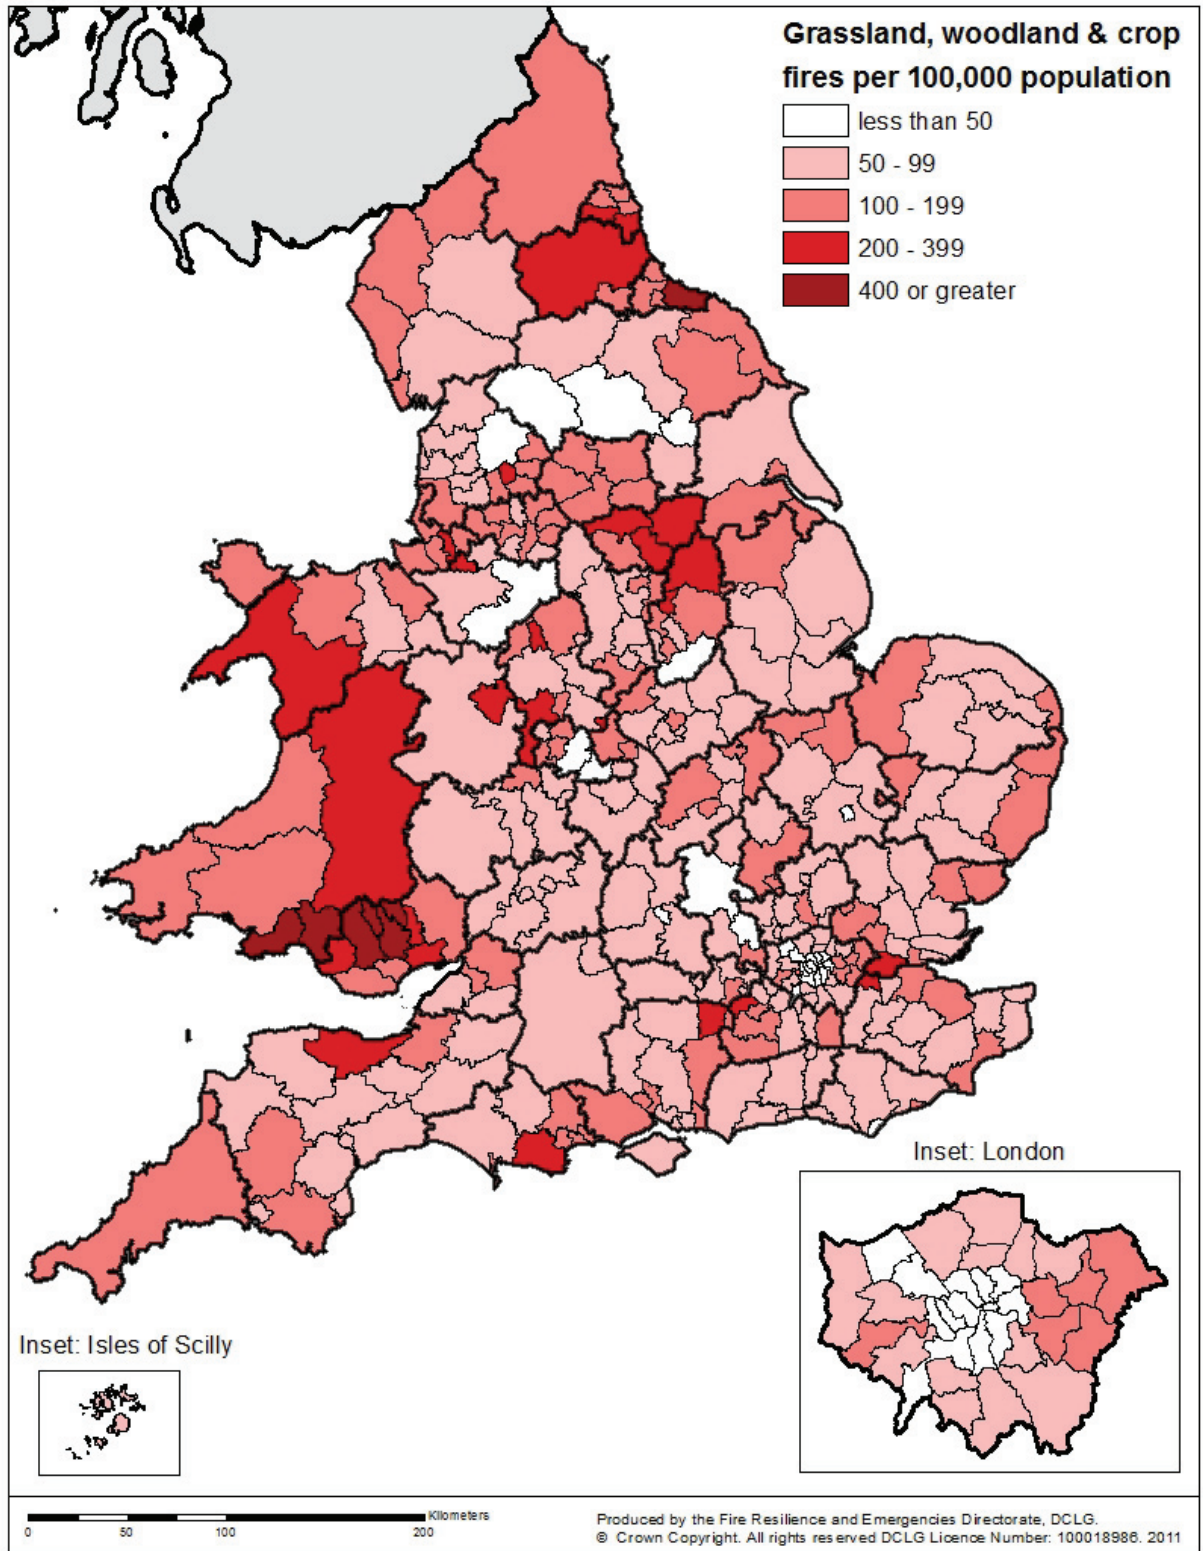 Grassland, woodland & crop
fires per 100,000 population
less than 50
50 - 99
100 - 199
200 - 399
400 or greater
Inset: London
Inset: Isles of Scilly
Kilometers
0 50 100 200
Produced by the Fire Resilience and Emergencies Directorate, DCLG.
© Crown Copyright. All rights reserved DCLG Licence Number: 100018986. 2011